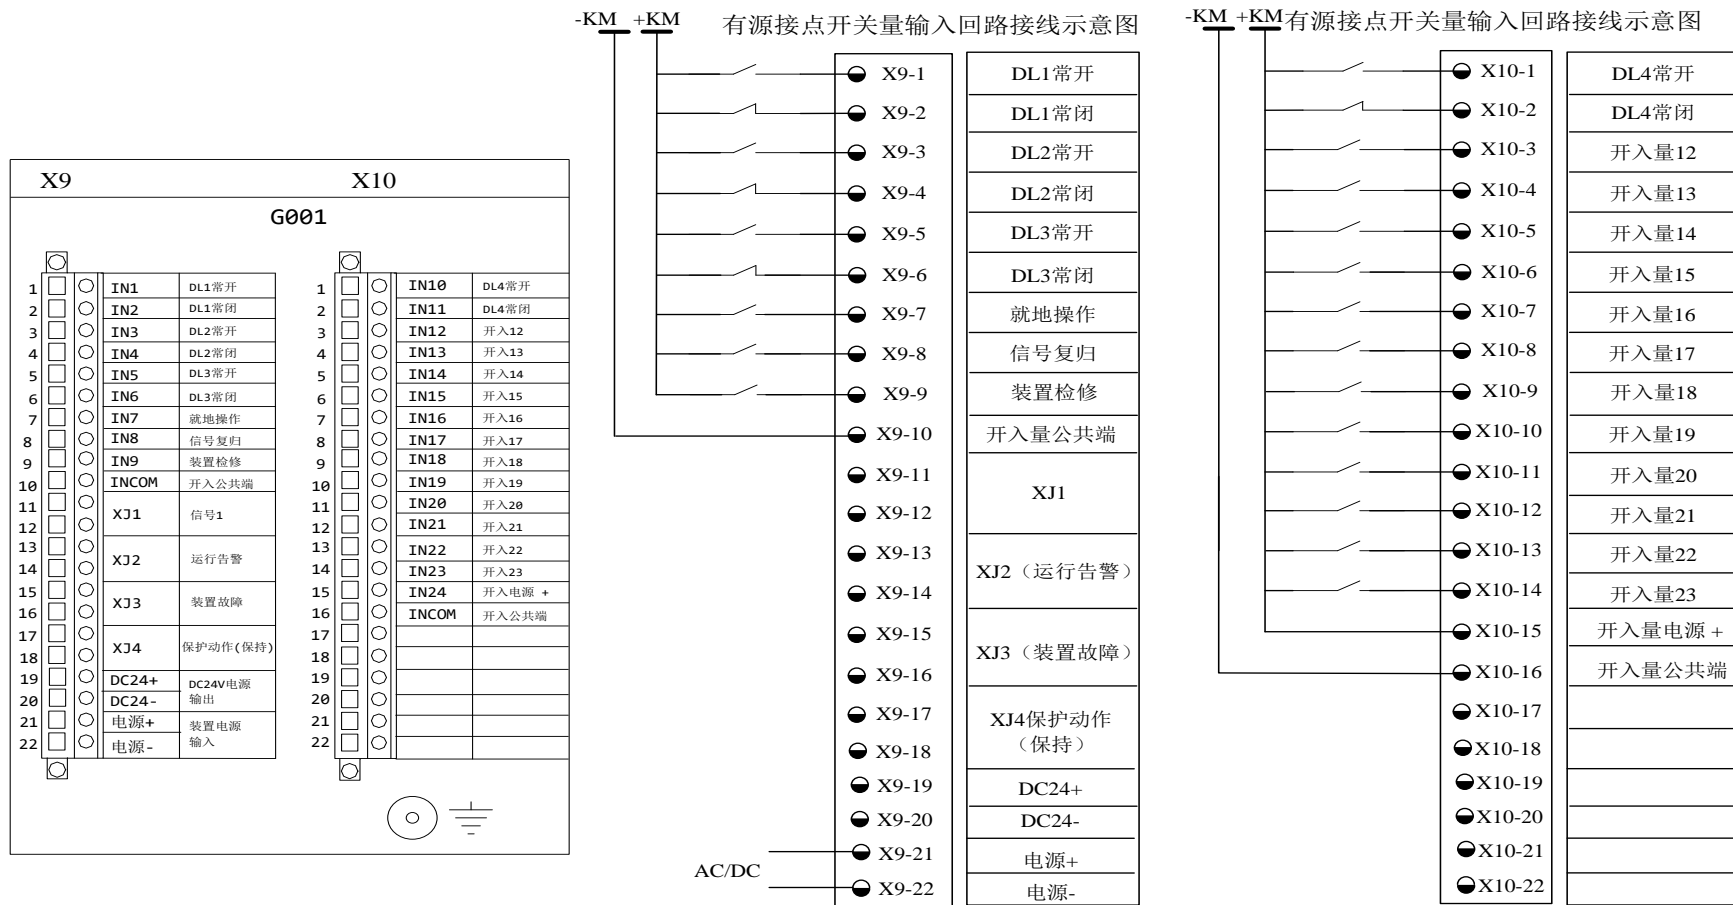 X9 X10
G001
1 IN1 DL1常开
2 IN2 DL1常闭
3 IN3 DL2常开
4 IN4 DL2常闭
5 IN5 DL3常开
6 IN6 DL3常闭
7 IN7 就地操作
8 IN8 信号复归
9 IN9 装置检修
10 INCOM 开入公共端
11
XJ1 信号1
12
13
XJ2 运行告警
14
15
XJ3 装置故障
16
17
XJ4 保护动作(保持)
18
19 DC24+ DC24V电源
20 DC24- 输出
21 电源+ 装置电源
22 电源- 输入
1 IN10 DL4常开
2 IN11 DL4常闭
3 IN12 开入12
4 IN13 开入13
5 IN14 开入14
6 IN15 开入15
7 IN16 开入16
8 IN17 开入17
9 IN18 开入18
10 IN19 开入19
11 IN20 开入20
12 IN21 开入21
13 IN22 开入22
14 IN23 开入23
15 IN24 开入电源 +
16 INCOM 开入公共端
17
18
19
20
21
22
-KM +KM 有源接点开关量输入回路接线示意图
X9-1 DL1常开
X9-2 DL1常闭
X9-3 DL2常开
X9-4 DL2常闭
X9-5 DL3常开
X9-6 DL3常闭
X9-7 就地操作
X9-8 信号复归
X9-9 装置检修
X9-10 开入量公共端
X9-11
XJ1
X9-12
X9-13
XJ2（运行告警）
X9-14
X9-15
XJ3（装置故障）
X9-16
X9-17 XJ4保护动作
X9-18 （保持）
X9-19 DC24+
X9-20 DC24-
X9-21 电源+
AC/DC
X9-22 电源-
-KM +KM 有源接点开关量输入回路接线示意图
X10-1 DL4常开
X10-2 DL4常闭
X10-3 开入量12
X10-4 开入量13
X10-5 开入量14
X10-6 开入量15
X10-7 开入量16
X10-8 开入量17
X10-9 开入量18
X10-10 开入量19
X10-11 开入量20
X10-12 开入量21
X10-13 开入量22
X10-14 开入量23
X10-15 开入量电源 +
X10-16 开入量公共端
X10-17
X10-18
X10-19
X10-20
X10-21
X10-22